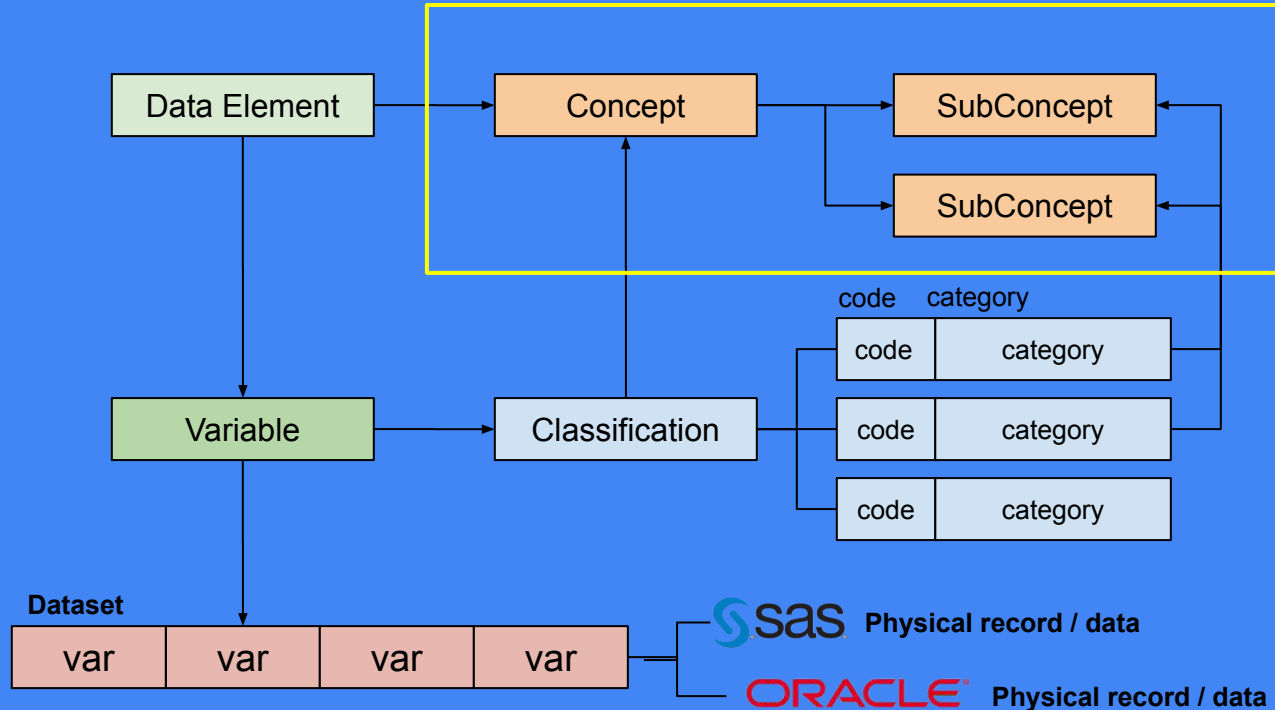 Data Element
Concept
SubConcept
SubConcept
code category
code category
Variable
Classification
code category
code category
Dataset
var var var var
sas Physical record / data
ORACLE Physical record / data